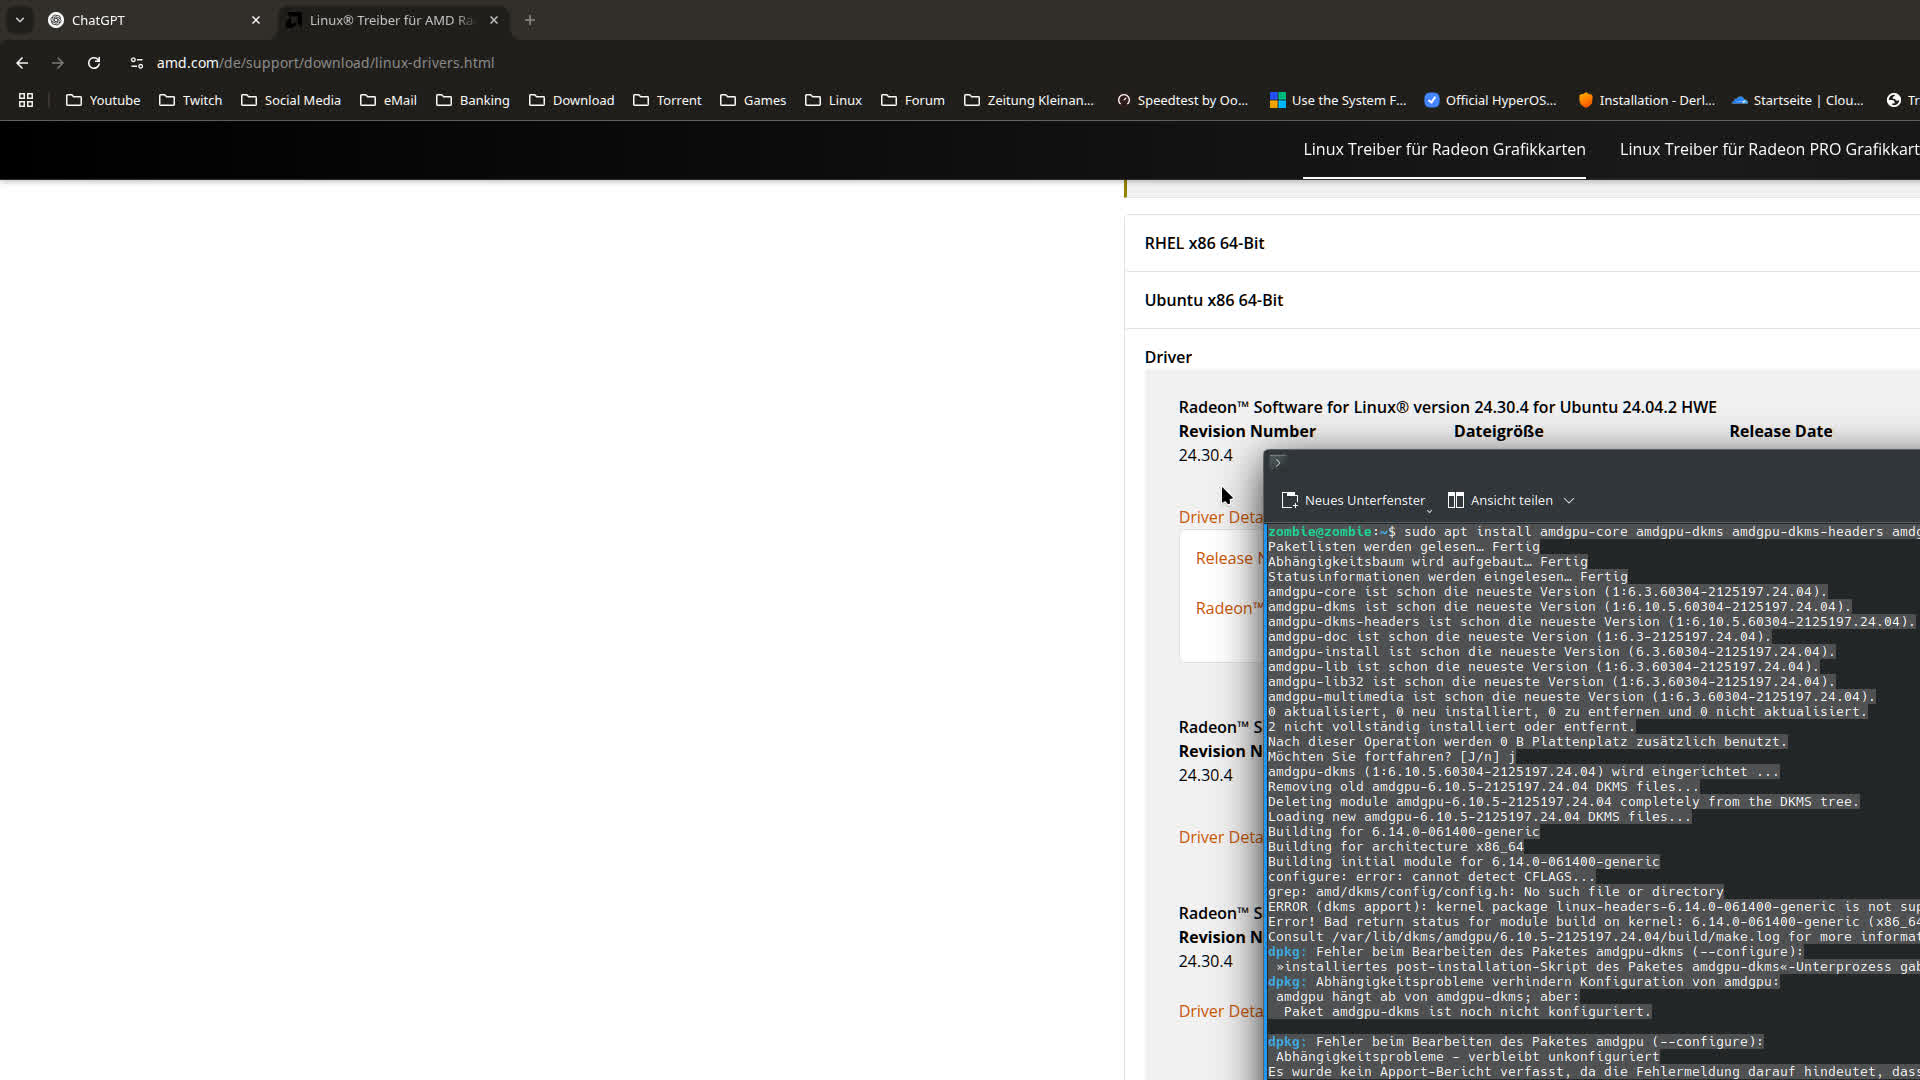 ChatGPT
Linux® Treiber für AMD Ra
amd.com/de/support/download/linux-drivers.html
Youtube Twitch Social Media eMail Banking Download Torrent Games Linux Forum Zeitung Kleinan... Speedtest by Oo... Use the System F... Official HyperOS... Installation - Derl... Startseite | Clou... Tr
Linux Treiber für Radeon Grafikkarten Linux Treiber für Radeon PRO Grafikkart
RHEL x86 64-Bit
Ubuntu x86 64-Bit
Driver
Radeon™ Software for Linux® version 24.30.4 for Ubuntu 24.04.2 HWE
Revision Number Dateigröße Release Date
24.30.4
Driver Deta
Release N
Radeon™
Radeon™ S
Revision N
24.30.4
Driver Deta
Radeon™ S
Revision N
24.30.4
Driver Deta
Neues Unterfenster Ansicht teilen
zombie@zombie:~$ sudo apt install amdgpu-core amdgpu-dkms amdgpu-dkms-headers amdg
Paketlisten werden gelesen… Fertig
Abhängigkeitsbaum wird aufgebaut… Fertig
Statusinformationen werden eingelesen… Fertig
amdgpu-core ist schon die neueste Version (1:6.3.60304-2125197.24.04).
amdgpu-dkms ist schon die neueste Version (1:6.10.5.60304-2125197.24.04).
amdgpu-dkms-headers ist schon die neueste Version (1:6.10.5.60304-2125197.24.04).
amdgpu-doc ist schon die neueste Version (1:6.3-2125197.24.04).
amdgpu-install ist schon die neueste Version (6.3.60304-2125197.24.04).
amdgpu-lib ist schon die neueste Version (1:6.3.60304-2125197.24.04).
amdgpu-lib32 ist schon die neueste Version (1:6.3.60304-2125197.24.04).
amdgpu-multimedia ist schon die neueste Version (1:6.3.60304-2125197.24.04).
0 aktualisiert, 0 neu installiert, 0 zu entfernen und 0 nicht aktualisiert.
2 nicht vollständig installiert oder entfernt.
Nach dieser Operation werden 0 B Plattenplatz zusätzlich benutzt.
Möchten Sie fortfahren? [J/n] j
amdgpu-dkms (1:6.10.5.60304-2125197.24.04) wird eingerichtet ...
Removing old amdgpu-6.10.5-2125197.24.04 DKMS files...
Deleting module amdgpu-6.10.5-2125197.24.04 completely from the DKMS tree.
Loading new amdgpu-6.10.5-2125197.24.04 DKMS files...
Building for 6.14.0-061400-generic
Building for architecture x86_64
Building initial module for 6.14.0-061400-generic
configure: error: cannot detect CFLAGS...
grep: amd/dkms/config/config.h: No such file or directory
ERROR (dkms apport): kernel package linux-headers-6.14.0-061400-generic is not sup
Error! Bad return status for module build on kernel: 6.14.0-061400-generic (x86_64
Consult /var/lib/dkms/amdgpu/6.10.5-2125197.24.04/build/make.log for more informat
dpkg: Fehler beim Bearbeiten des Paketes amdgpu-dkms (--configure):
»installiertes post-installation-Skript des Paketes amdgpu-dkms«-Unterprozess gab
dpkg: Abhängigkeitsprobleme verhindern Konfiguration von amdgpu:
amdgpu hängt ab von amdgpu-dkms; aber:
Paket amdgpu-dkms ist noch nicht konfiguriert.
dpkg: Fehler beim Bearbeiten des Paketes amdgpu (--configure):
Abhängigkeitsprobleme - verbleibt unkonfiguriert
Es wurde kein Apport-Bericht verfasst, da die Fehlermeldung darauf hindeutet, dass